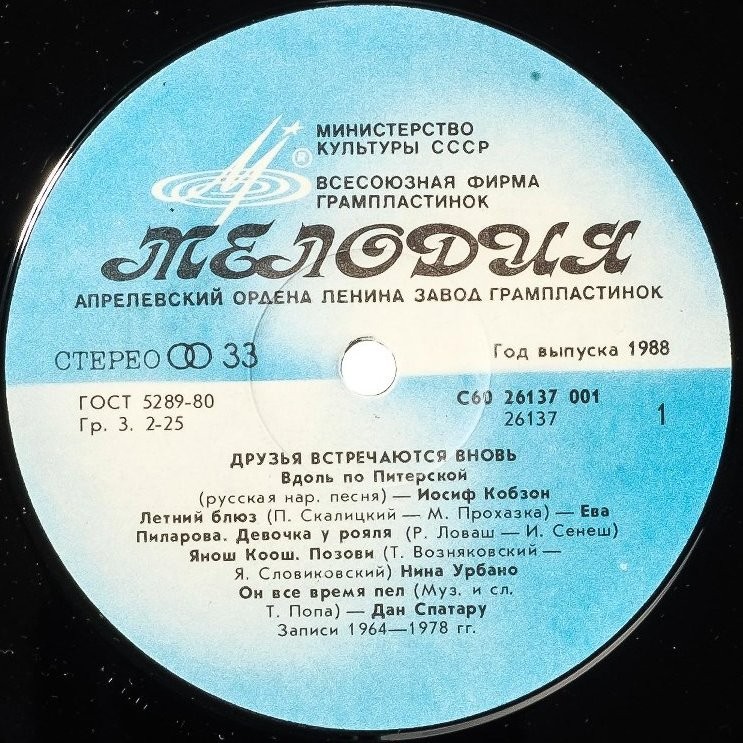 МИНИСТЕРСТВО
КУЛЬТУРЫ СССР
®
ВСЕСОЮЗНАЯ ФИРМА
ГРАМПЛАСТИНОК
МЕЛОДИЯ
АПРЕЛЕВСКИЙ ОРДЕНА ЛЕНИНА ЗАВОД ГРАМПЛАСТИНОК
СТЕРЕО 33
Год выпуска 1988
ГОСТ 5289-80
Гр. 3. 2-25
С60 26137 001
26137
1
ДРУЗЬЯ ВСТРЕЧАЮТСЯ ВНОВЬ
Вдоль по Питерской
(русская нар. песня) — Иосиф Кобзон
Летний блюз (П. Скалицкий — М. Прохазка) — Ева
Пиларова. Девочка у рояля (Р. Ловаш — И. Сенеш)
Янош Коош. Позови (Т. Возняковский —
Я. Словиковский) Нина Урбано
Он все время пел (Муз. и сл.
Т. Попа) — Дан Спатару
Записи 1964—1978 гг.